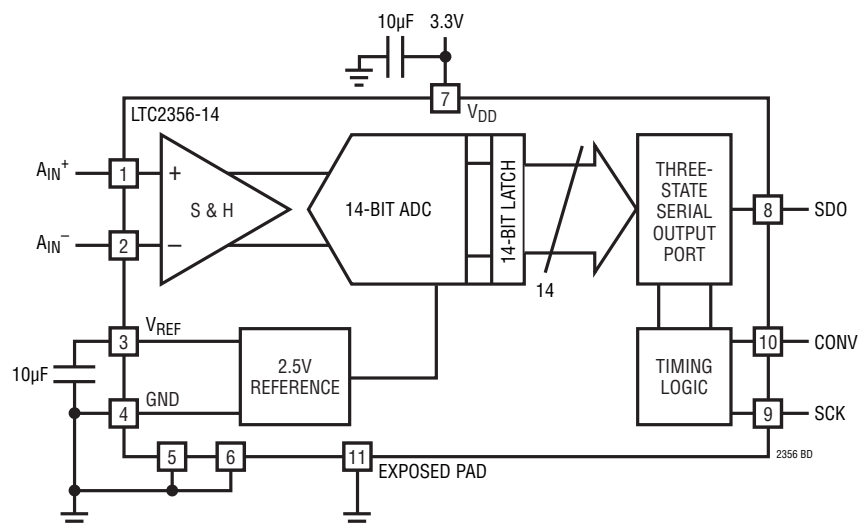 10µF 3.3V
7
LTC2356-14
VDD
AIN+
1
+
S & H
14-BIT ADC
14-BIT LATCH
THREE-
STATE
SERIAL
OUTPUT
PORT
8
SDO
AIN−
2
–
14
3
VREF
10µF
2.5V
REFERENCE
TIMING
LOGIC
10
CONV
4
GND
9
SCK
5
6
11
EXPOSED PAD
2356 BD